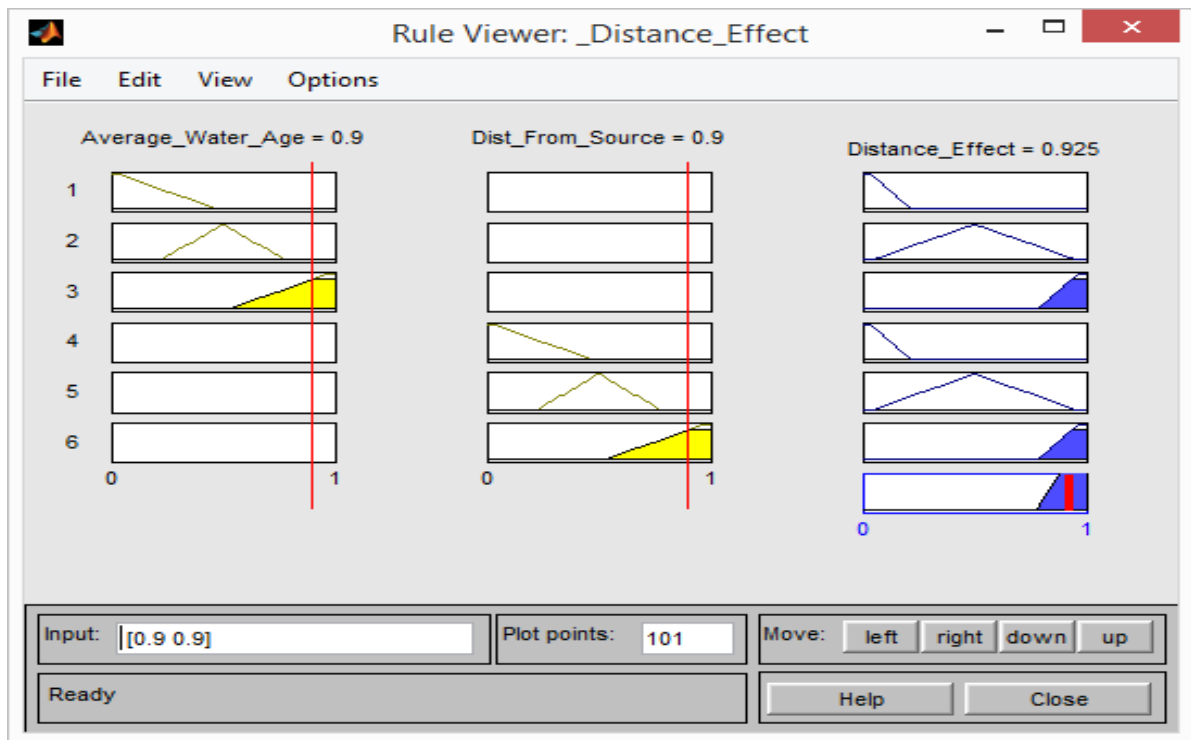 Rule Viewer: _Distance_Effect
File Edit View Options
Average_Water_Age = 0.9 Dist_From_Source = 0.9 Distance_Effect = 0.925
1
2
3
4
5
6
0 1 0 1
0 1
Input: [0.9 0.9] Plot points: 101 Move: left right down up
Ready Help Close